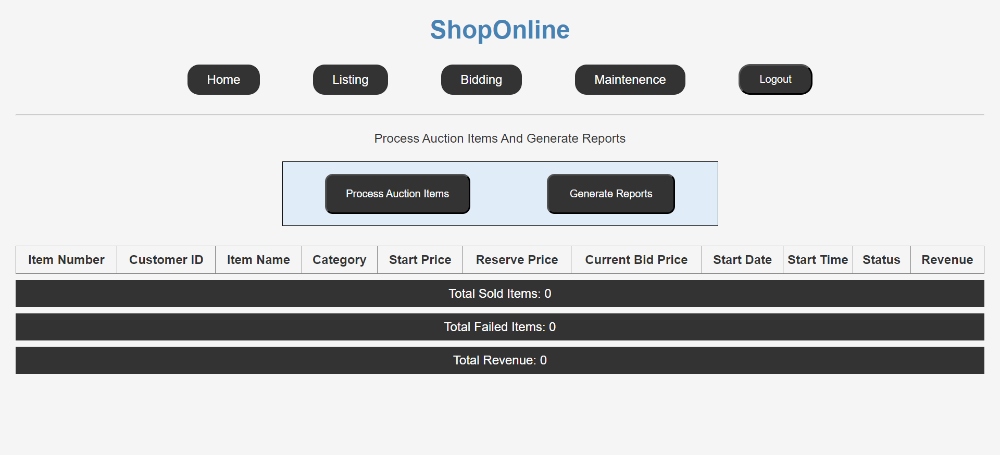 ShopOnline
Home Listing Bidding Maintenence Logout
Process Auction Items And Generate Reports
Process Auction Items Generate Reports
Item Number Customer ID Item Name Category Start Price Reserve Price Current Bid Price Start Date Start Time Status Revenue
Total Sold Items: 0
Total Failed Items: 0
Total Revenue: 0